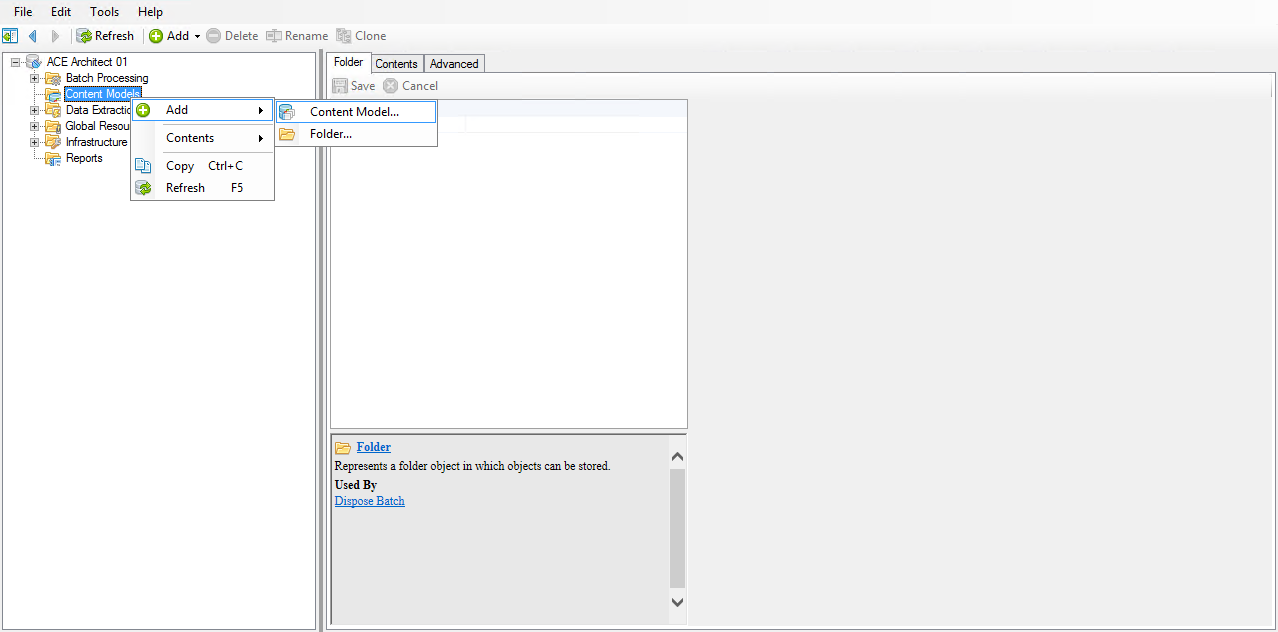 File Edit Tools Help
Refresh Add Delete Rename Clone
ACE Architect 01
Batch Processing
Content Models
Data Extractio
Global Resou
Infrastructure
Reports
Add
Contents
Copy Ctrl+C
Refresh F5
Content Model...
Folder...
Folder Contents Advanced
Save Cancel
Folder
Represents a folder object in which objects can be stored.
Used By
Dispose Batch